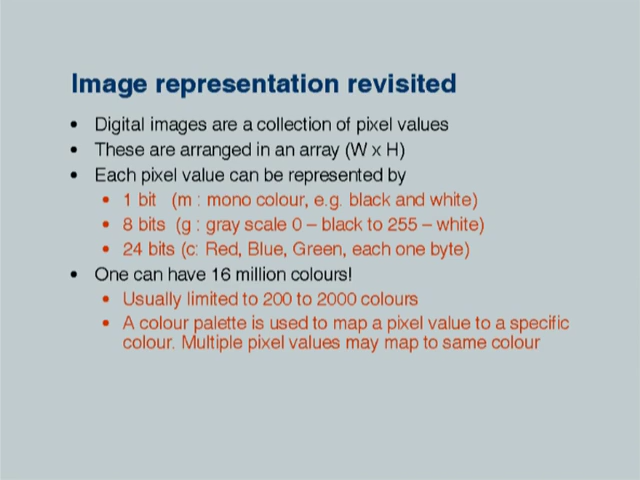 Image representation revisited
• Digital images are a collection of pixel values
• These are arranged in an array (W x H)
• Each pixel value can be represented by
• 1 bit (m : mono colour, e.g. black and white)
• 8 bits (g : gray scale 0 – black to 255 – white)
• 24 bits (c: Red, Blue, Green, each one byte)
• One can have 16 million colours!
• Usually limited to 200 to 2000 colours
• A colour palette is used to map a pixel value to a specific
colour. Multiple pixel values may map to same colour